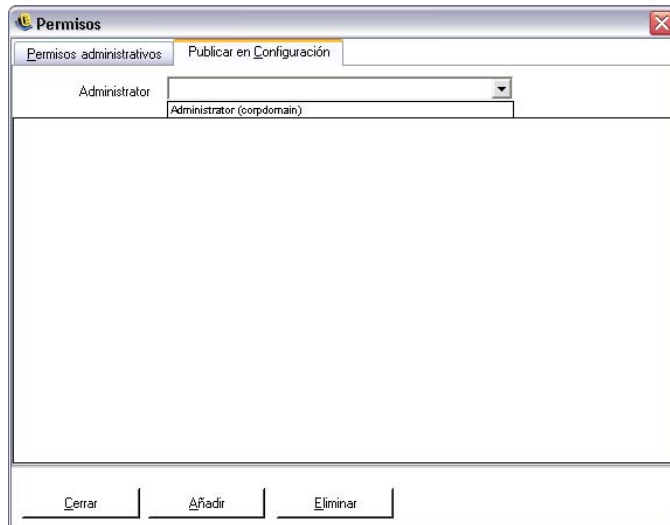 Permisos
Permisos administrativos Publicar en Configuración
Administrator
Administrator (corpdomain)
Cerrar Añadir Eliminar